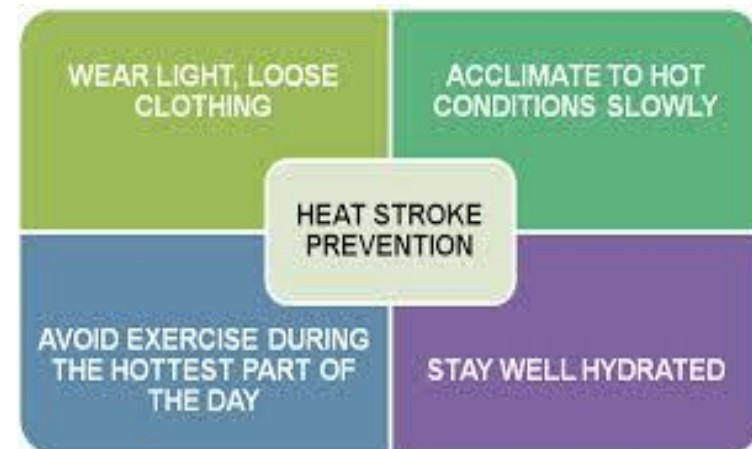 WEAR LIGHT, LOOSE
CLOTHING
ACCLIMATE TO HOT
CONDITIONS SLOWLY
HEAT STROKE
PREVENTION
AVOID EXERCISE DURING
THE HOTTEST PART OF
THE DAY
STAY WELL HYDRATED